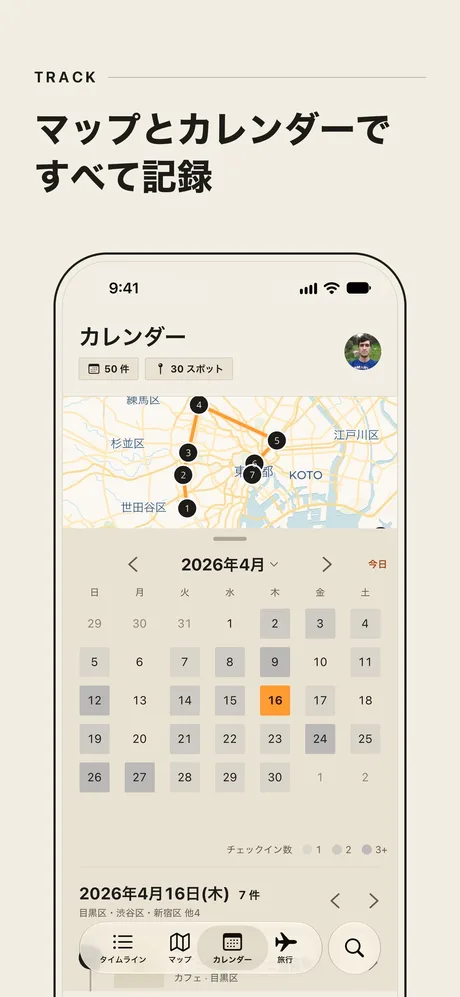 TRACK
マップとカレンダーで
すべて記録
9:41
カレンダー
50 件 30 スポット
練馬区
4
5
江戸川区
杉並区
3
6
2
7
KOTO
世田谷区
1
2026年4月 今日
日 月 火 水 木 金 土
29 30 31 1 2 3 4
5 6 7 8 9 10 11
12 13 14 15 16 17 18
19 20 21 22 23 24 25
26 27 28 29 30 1 2
チェックイン数 1 2 3+
2026年4月16日(木) 7 件
目黒区・渋谷区・新宿区 他4
タイムライン マップ カレンダー 旅行
カフェ · 目黒区